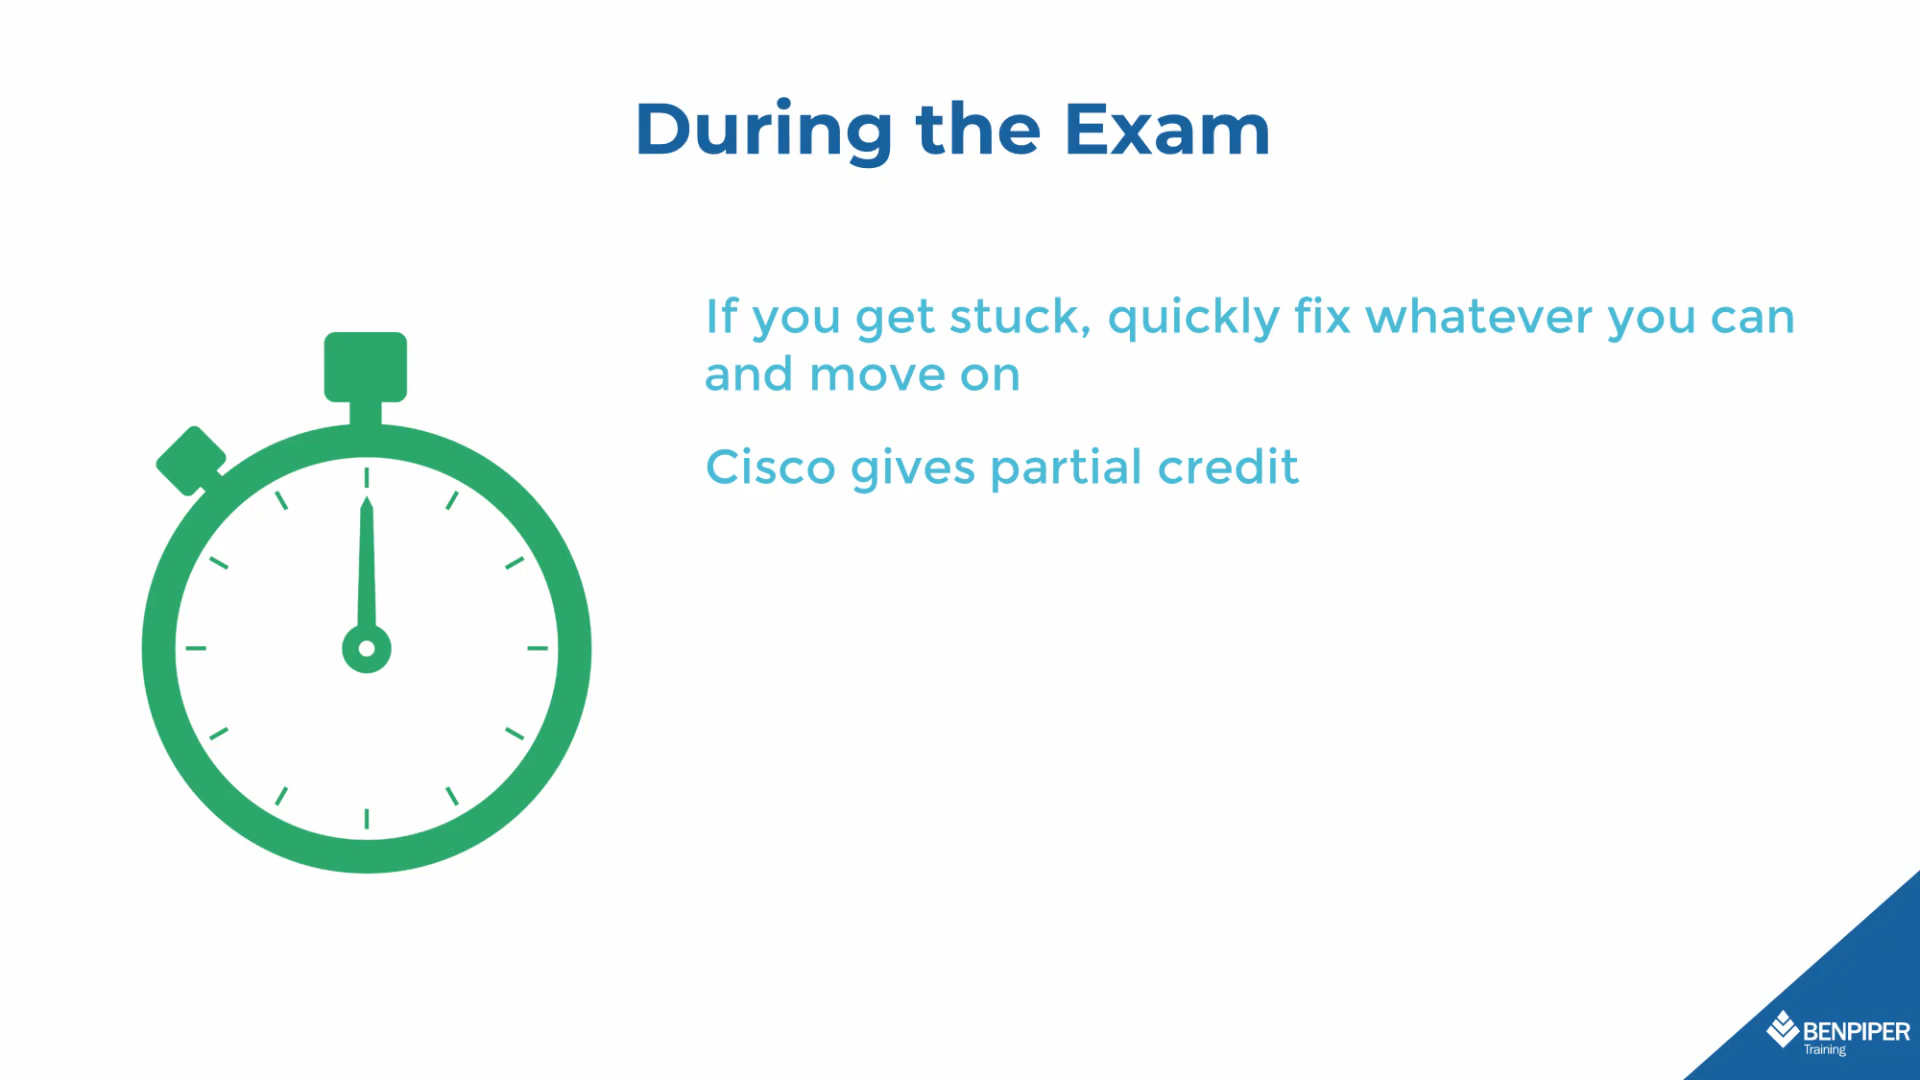 During the Exam
If you get stuck, quickly fix whatever you can
and move on
Cisco gives partial credit
BENPIPER
Training